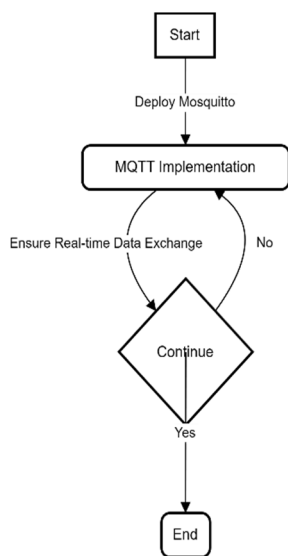 Start
Deploy Mosquitto
MQTT Implementation
Ensure Real-time Data Exchange
No
Continue
Yes
End